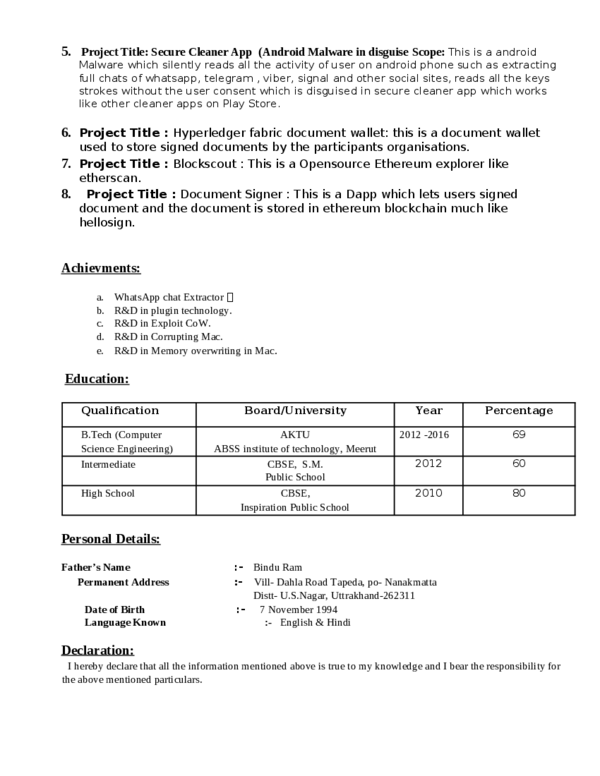 5. Project Title: Secure Cleaner App (Android Malware in disguise Scope: This is a android
Malware which silently reads all the activity of user on android phone such as extracting
full chats of whatsapp, telegram , viber, signal and other social sites, reads all the keys
strokes without the user consent which is disguised in secure cleaner app which works
like other cleaner apps on Play Store.
6. Project Title : Hyperledger fabric document wallet: this is a document wallet
used to store signed documents by the participants organisations.
7. Project Title : Blockscout : This is a Opensource Ethereum explorer like
etherscan.
8. Project Title : Document Signer : This is a Dapp which lets users signed
document and the document is stored in ethereum blockchain much like
hellosign.
Achievments:
a. WhatsApp chat Extractor
b. R&D in plugin technology.
c. R&D in Exploit CoW.
d. R&D in Corrupting Mac.
e. R&D in Memory overwriting in Mac.
Education:
Qualification Board/University Year Percentage
B.Tech (Computer AKTU 2012 -2016 69
Science Engineering) ABSS institute of technology, Meerut
Intermediate CBSE, S.M. 2012 60
Public School
High School CBSE, 2010 80
Inspiration Public School
Personal Details:
Father's Name :- Bindu Ram
Permanent Address :- Vill- Dahla Road Tapeda, po- Nanakmatta
Distt- U.S.Nagar, Uttrakhand-262311
Date of Birth :- 7 November 1994
Language Known :- English & Hindi
Declaration:
I hereby declare that all the information mentioned above is true to my knowledge and I bear the responsibility for
the above mentioned particulars.